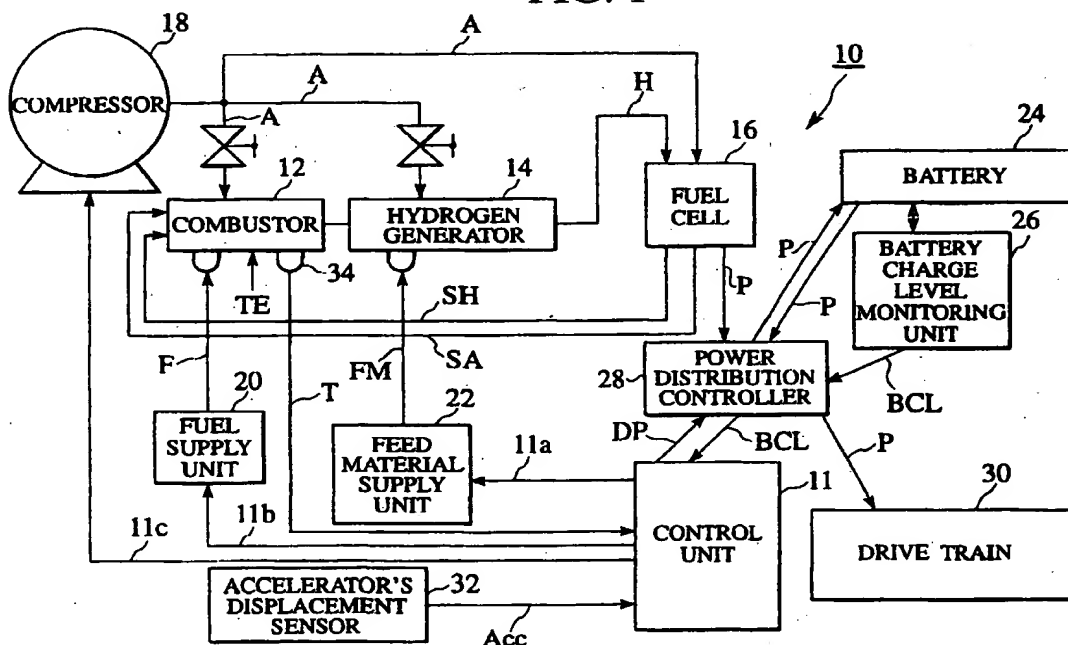 FIG. 1
18
COMPRESSOR
A
A
A
10
H
16
FUEL
CELL
24
BATTERY
12
COMBUSTOR
14
HYDROGEN
GENERATOR
34
TE
SH
SA
P
P
P
26
BATTERY
CHARGE
LEVEL
MONITORING
UNIT
BCL
F
T
FM
20
FUEL
SUPPLY
UNIT
22
FEED
MATERIAL
SUPPLY
UNIT
28
POWER
DISTRIBUTION
CONTROLLER
DP
BCL
P
11a
11b
11c
11
CONTROL
UNIT
30
DRIVE TRAIN
ACCELERATOR'S
DISPLACEMENT
SENSOR
32
Acc